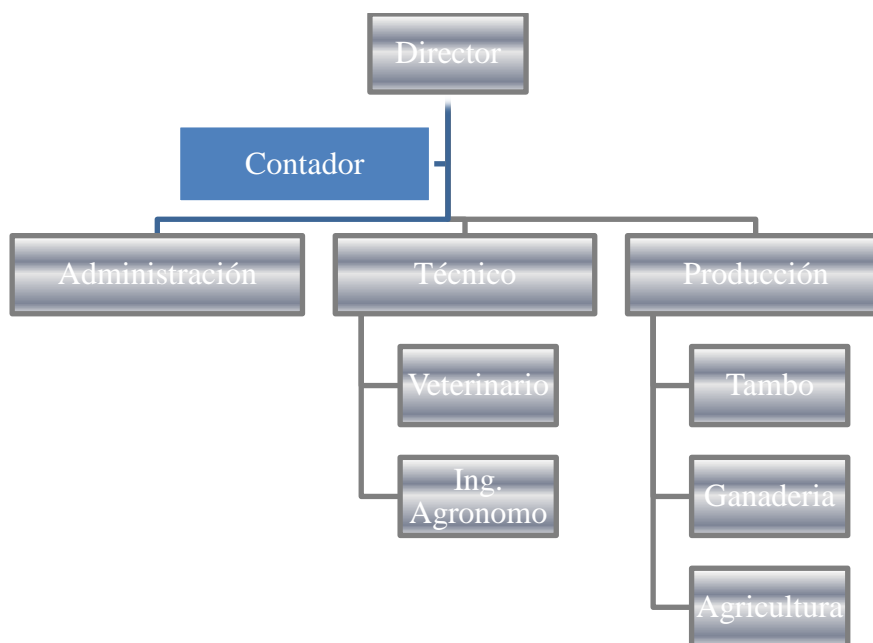 Director
Contador
Administración
Técnico
Producción
Veterinario
Tambo
Ing.
Agronomo
Ganaderia
Agricultura